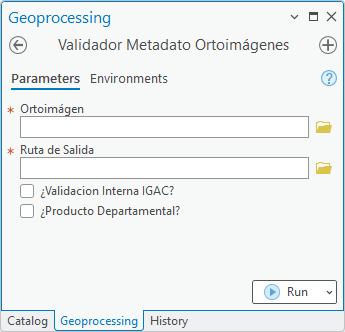 Geoprocessing
Validador Metadato Ortoimágenes
Parameters Environments
?
* Ortoimágen
* Ruta de Salida
¿Validacion Interna IGAC?
¿Producto Departamental?
Run
Catalog Geoprocessing History